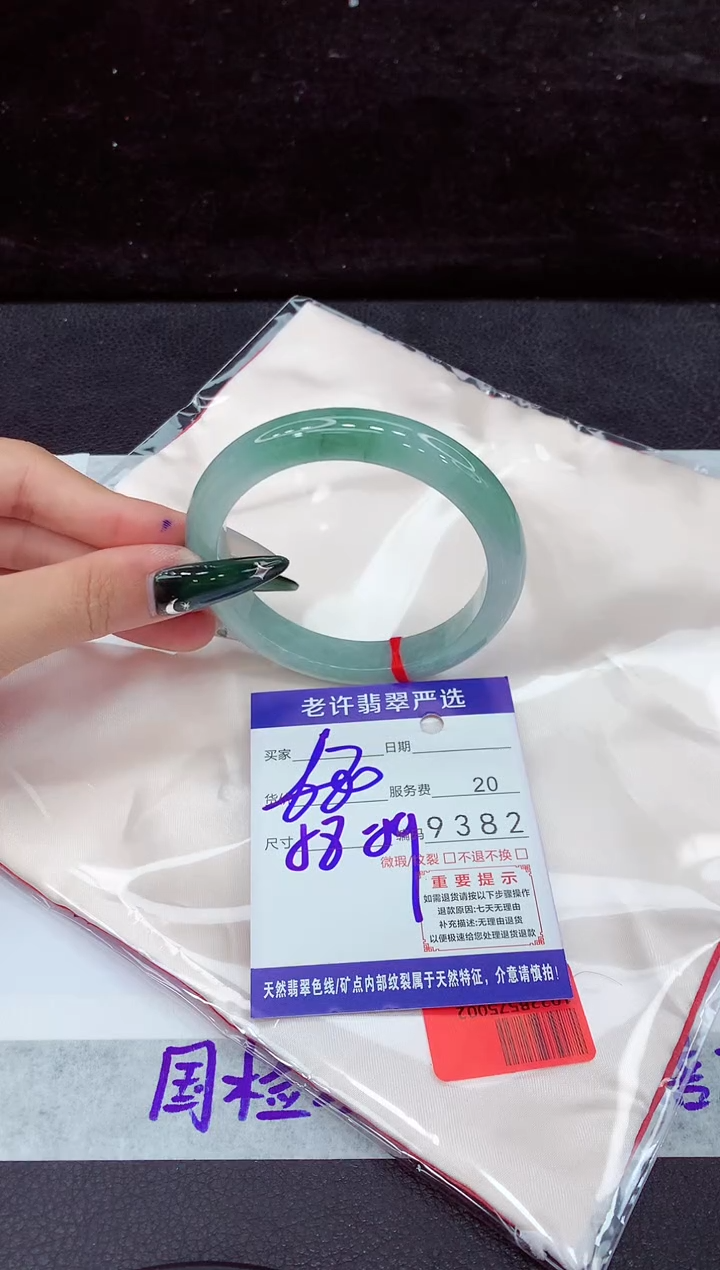 老许翡翠严选
买家 日期
服务费 20
尺寸 9382
微瑕/纹裂 □不退不换 □
重要提示
如需退货请按以下步骤操作
退款原因:七天无理由
补充描述:无理由退货
以便极速给您处理退货退款
天然翡翠色线/矿点内部纹裂属于天然特征，介意请慎拍!
国检